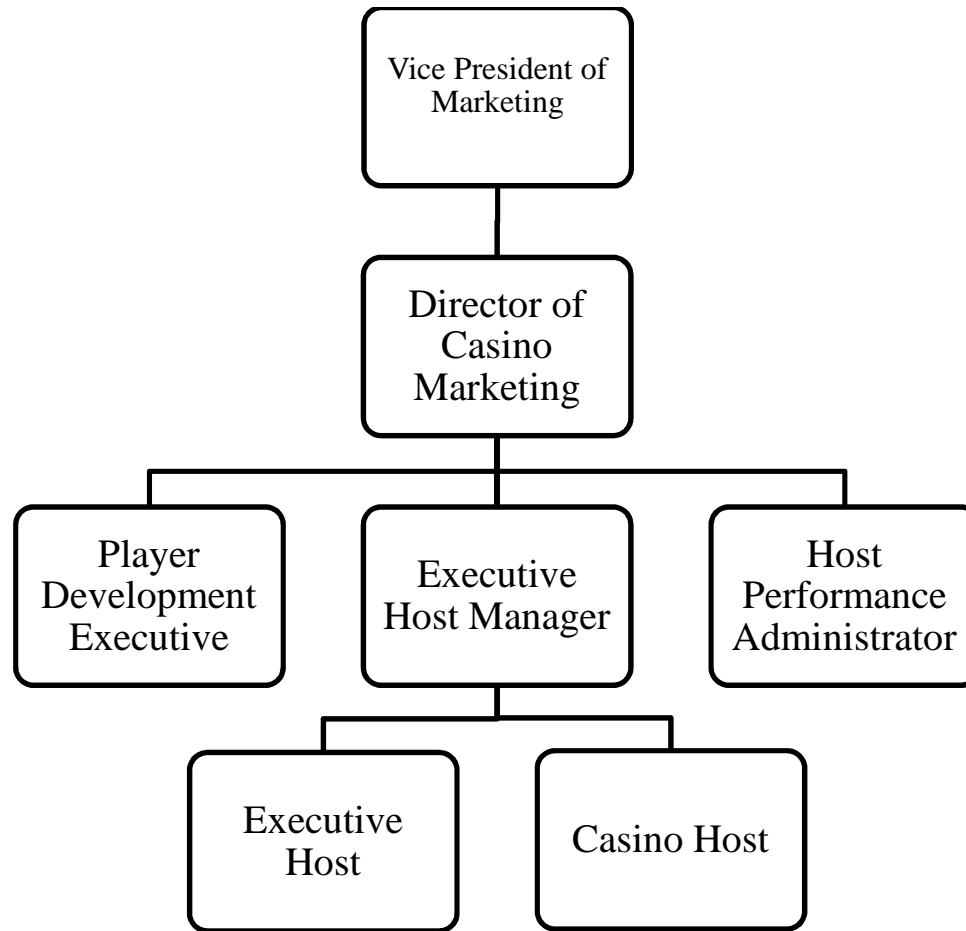 Vice President of
Marketing
Director of
Casino
Marketing
Player
Development
Executive
Executive
Host Manager
Host
Performance
Administrator
Executive
Host
Casino Host